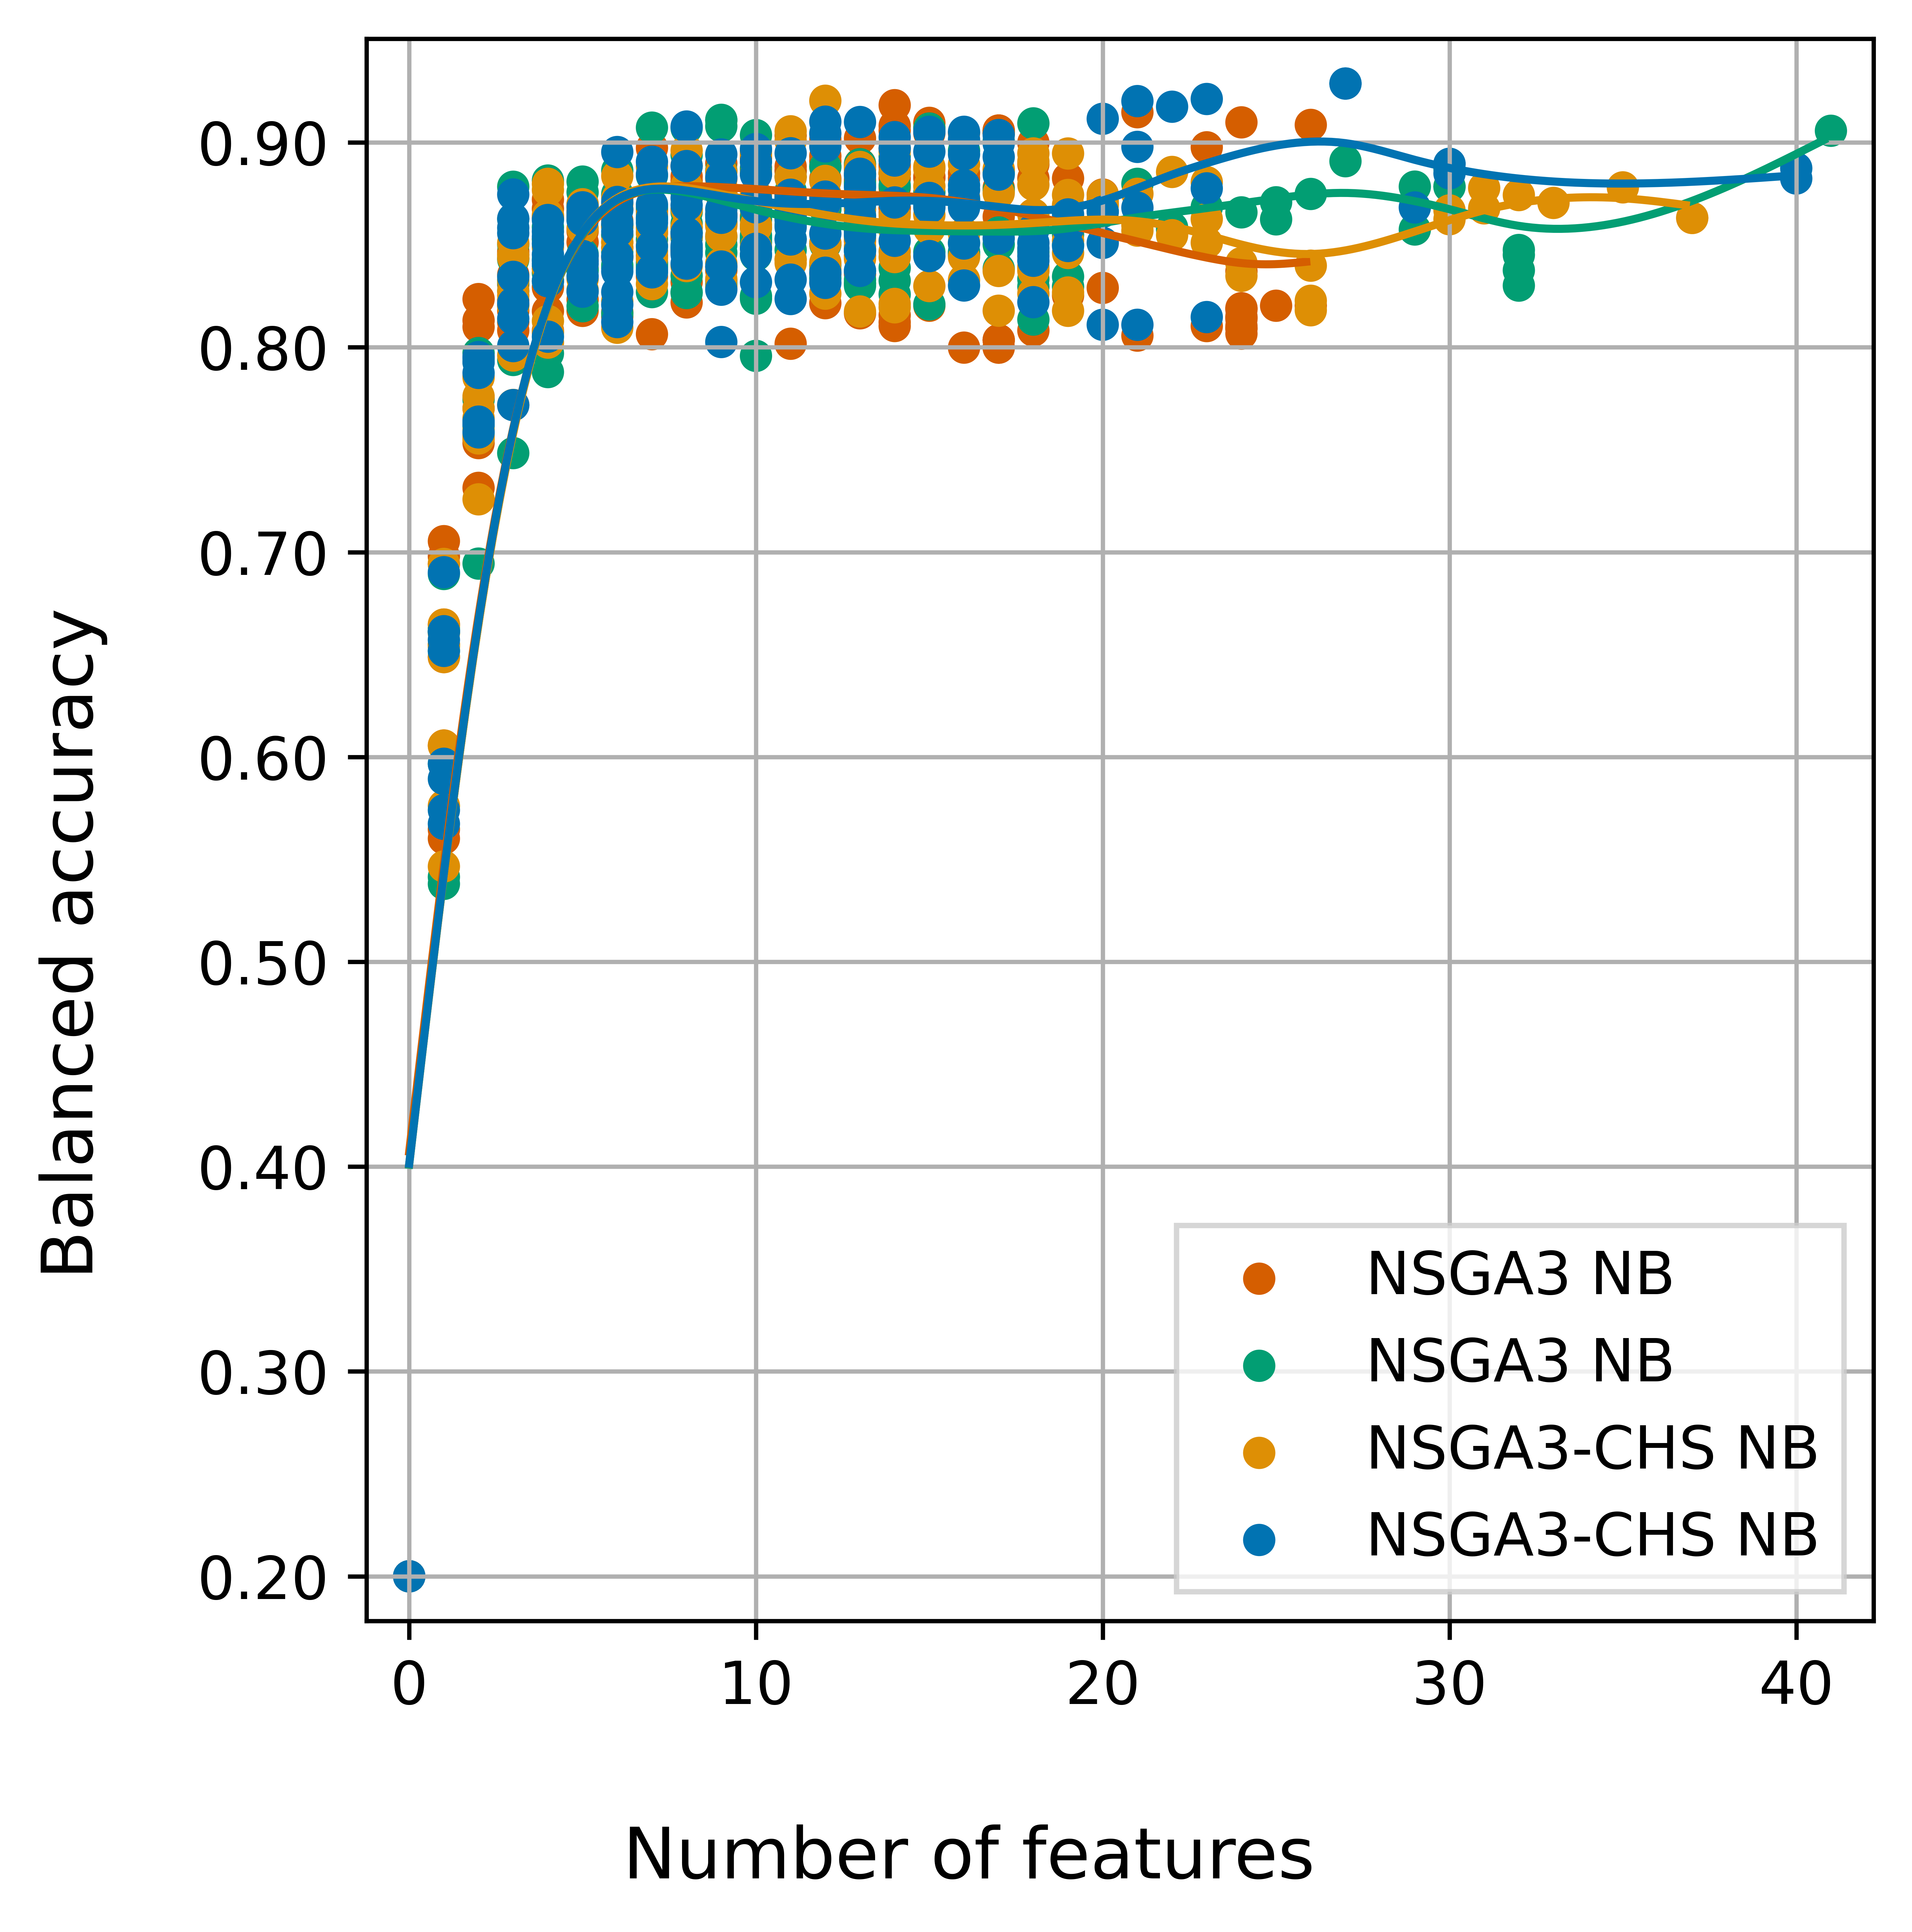 Balanced accuracy
0.90
0.80
0.70
0.60
0.50
0.40
0.30
0.20
NSGA3 NB
NSGA3 NB
NSGA3-CHS NB
NSGA3-CHS NB
0 10 20 30 40
Number of features